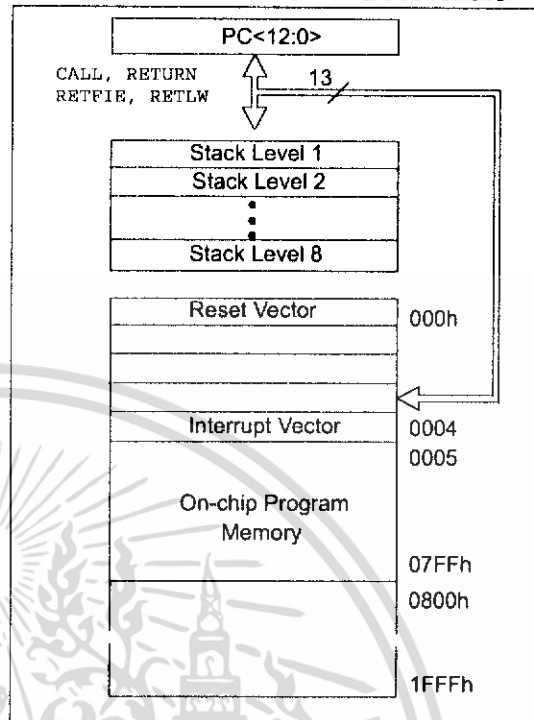 PC<12:0>
CALL, RETURN
RETFIE, RETLW
13
Stack Level 1
Stack Level 2
Stack Level 8
Reset Vector
000h
Interrupt Vector
0004
0005
On-chip Program
Memory
07FFh
0800h
1FFFh